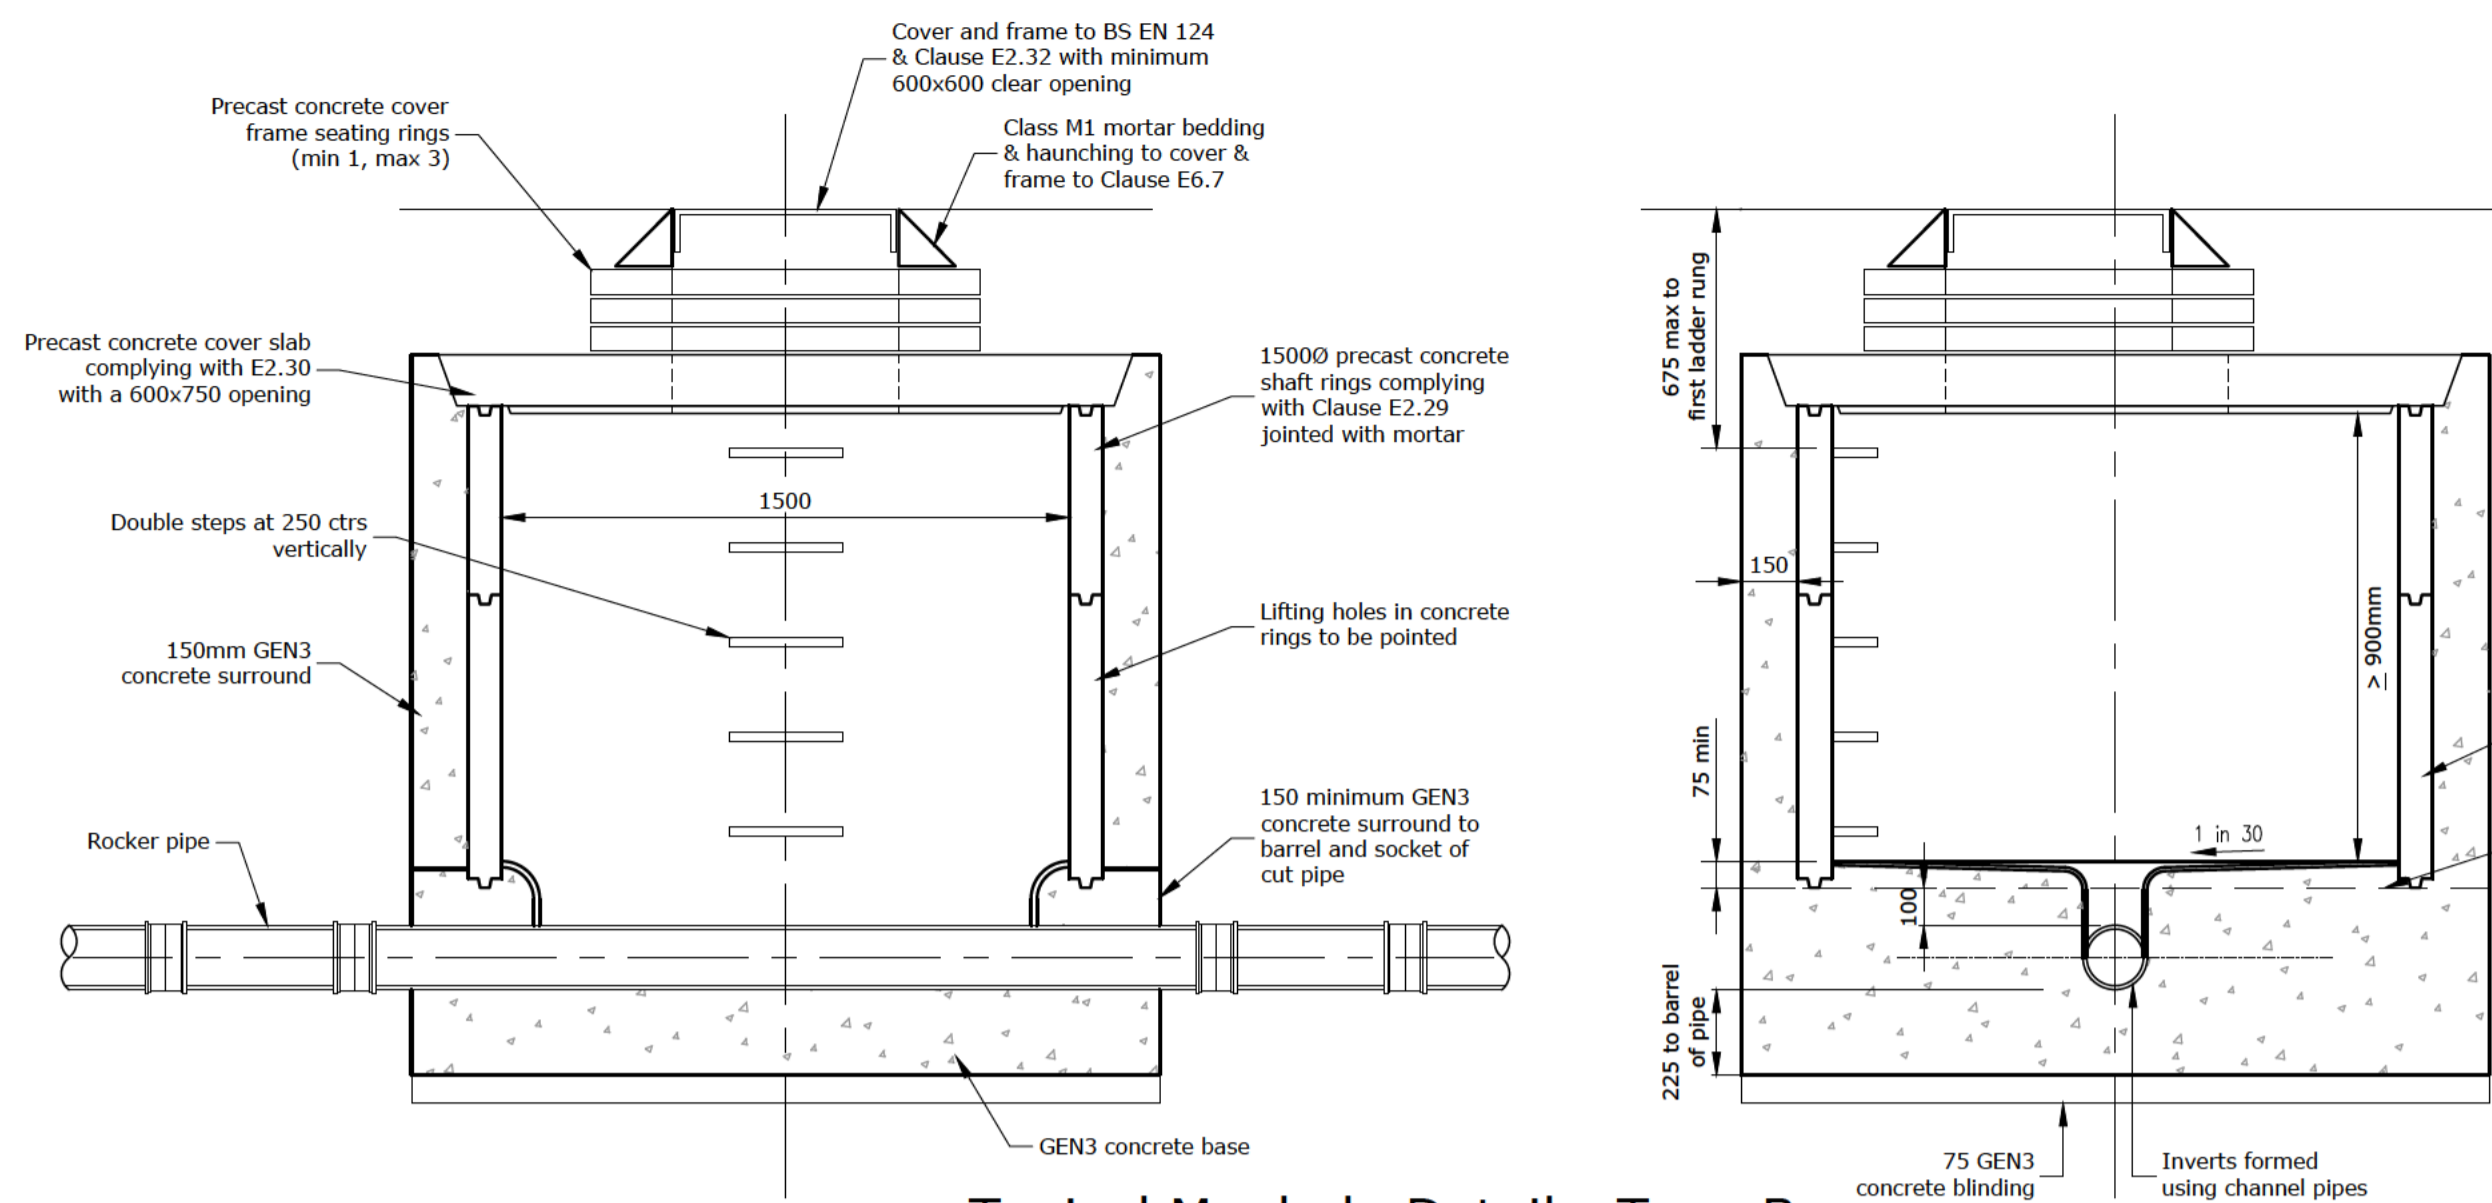 Cover and frame to BS EN 124
& Clause E2.32 with minimum
600x600 clear opening
Precast concrete cover
frame seating rings
(min 1, max 3)
Class M1 mortar bedding
& haunching to cover &
frame to Clause E6.7
Precast concrete cover slab
complying with E2.30
with a 600x750 opening
1500Ø precast concrete
shaft rings complying
with Clause E2.29
jointed with mortar
1500
Double steps at 250 ctrs
vertically
Lifting holes in concrete
rings to be pointed
150mm GEN3
concrete surround
150 minimum GEN3
concrete surround to
barrel and socket of
cut pipe
Rocker pipe
GEN3 concrete base
675 max to
first ladder rung
150
≥ 900mm
75 min
1 in 30
100
225 to barrel
of pipe
75 GEN3
concrete blinding
Inverts formed
using channel pipes